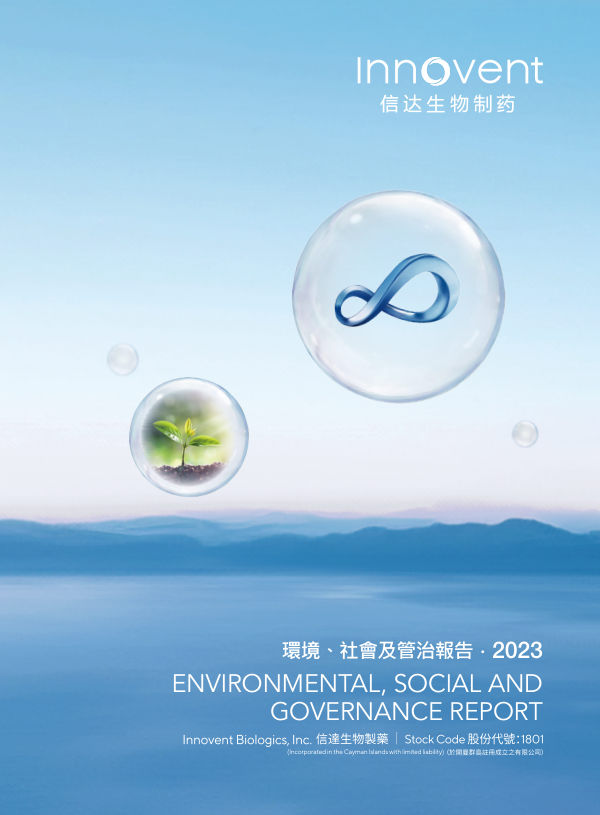 Innovent
信达生物制药
環境、社會及管治報告 · 2023
ENVIRONMENTAL, SOCIAL AND
GOVERNANCE REPORT
Innovent Biologics, Inc. 信達生物製藥 | Stock Code 股份代號：1801
(Incorporated in the Cayman Islands with limited liability) (於開曼群島註冊成立之有限公司)